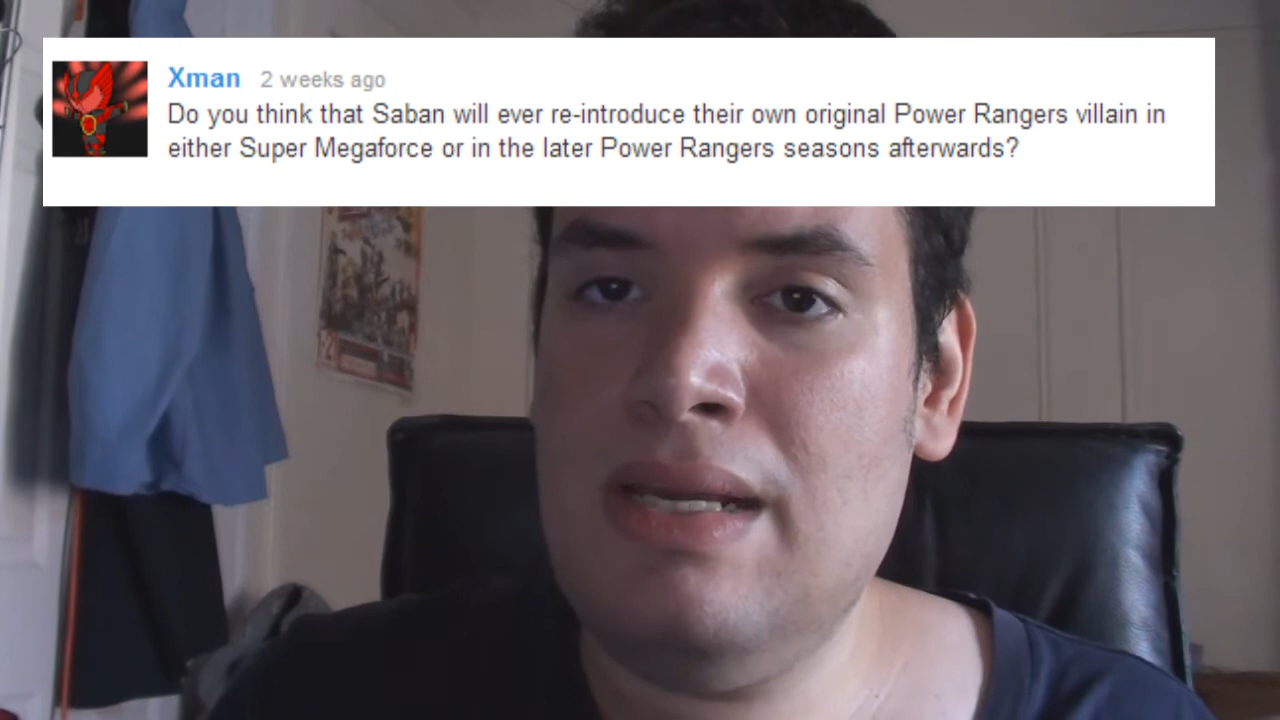 Xman 2 weeks ago
Do you think that Saban will ever re-introduce their own original Power Rangers villain in
either Super Megaforce or in the later Power Rangers seasons afterwards?